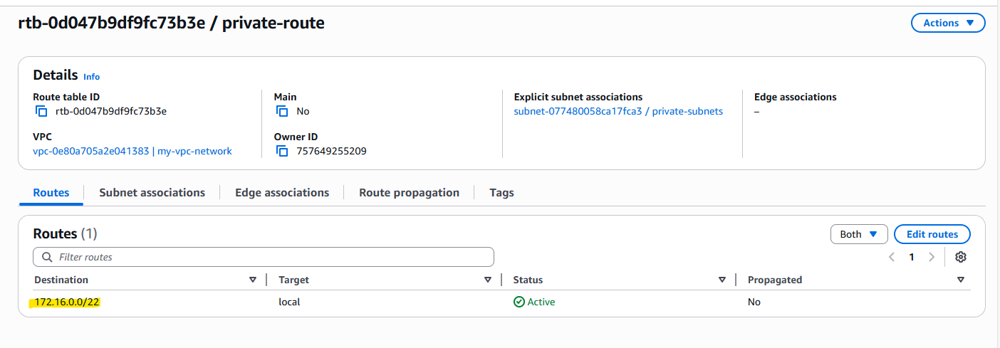 rtb-0d047b9df9fc73b3e / private-route
Actions
Details Info
Route table ID
rtb-0d047b9df9fc73b3e
Main
No
Explicit subnet associations
subnet-077480058ca17fca3 / private-subnets
Edge associations
–
VPC
vpc-0e80a705a2e041383 | my-vpc-network
Owner ID
757649255209
Routes Subnet associations Edge associations Route propagation Tags
Routes (1)
Both
Edit routes
Filter routes
1
Destination Target Status Propagated
172.16.0.0/22 local Active No